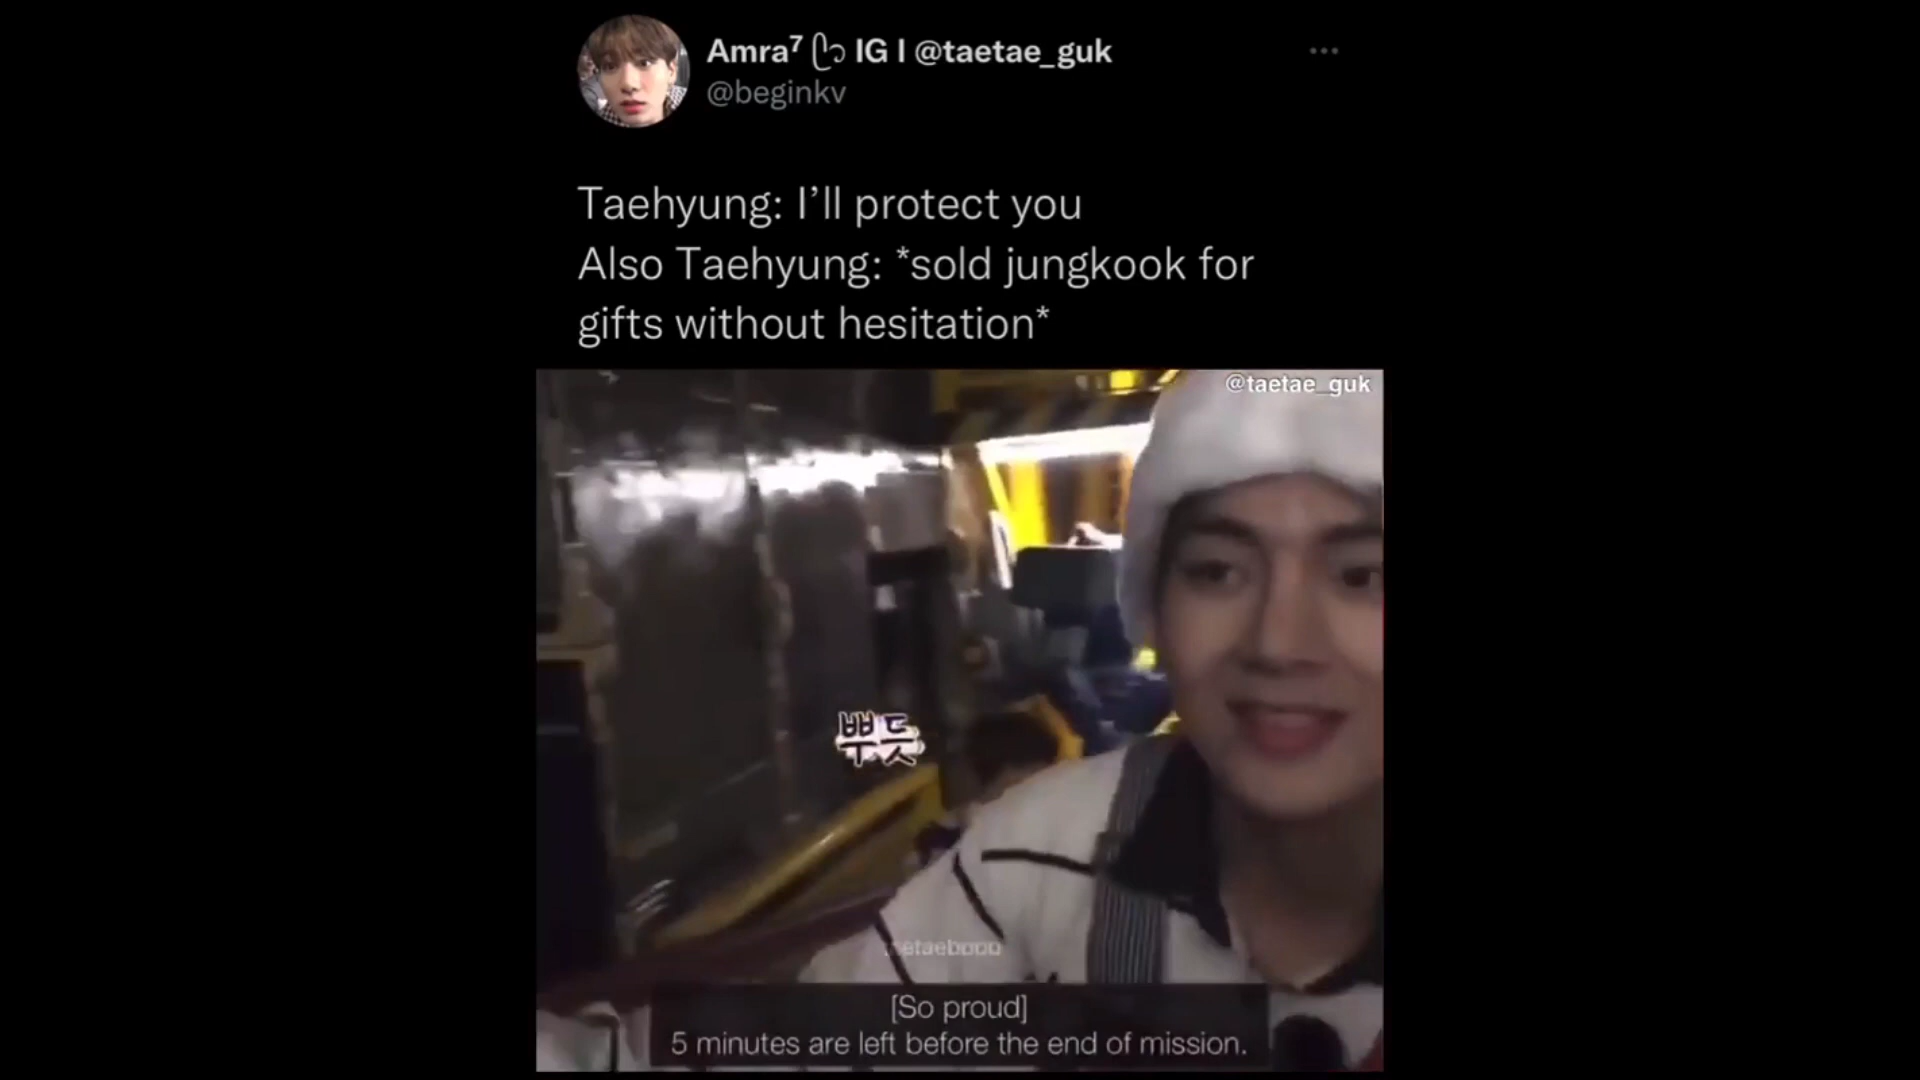 Amra⁷ IG I @taetae_guk
@beginkv
Taehyung: I’ll protect you
Also Taehyung: *sold jungkook for
gifts without hesitation*
@taetae_guk
뿌듯
[So proud]
5 minutes are left before the end of mission.